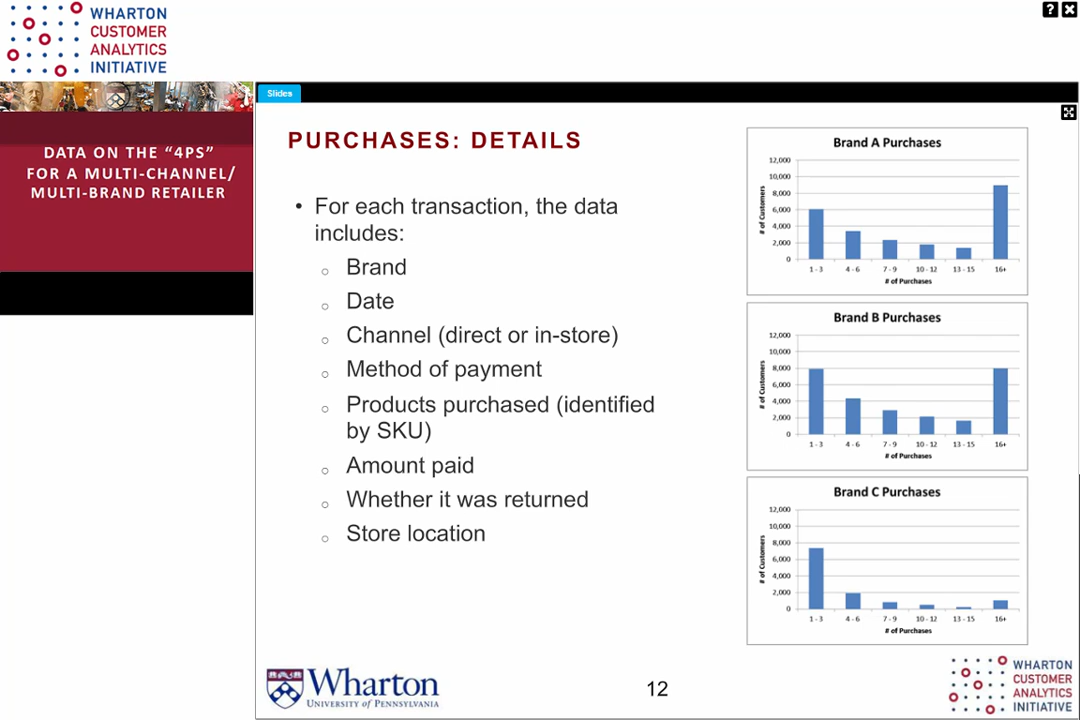 WHARTON
CUSTOMER
ANALYTICS
INITIATIVE
?
DATA ON THE “4PS”
FOR A MULTI-CHANNEL/
MULTI-BRAND RETAILER
Slides
PURCHASES: DETAILS
• For each transaction, the data
includes:
o Brand
o Date
o Channel (direct or in-store)
o Method of payment
o Products purchased (identified
by SKU)
o Amount paid
o Whether it was returned
o Store location
Brand A Purchases
# of Customers
12,000
10,000
8,000
6,000
4,000
2,000
0
1 - 3 4 - 6 7 - 9 10 - 12 13 - 15 16+
# of Purchases
Brand B Purchases
# of Customers
12,000
10,000
8,000
6,000
4,000
2,000
0
1 - 3 4 - 6 7 - 9 10 - 12 13 - 15 16+
# of Purchases
Brand C Purchases
# of Customers
12,000
10,000
8,000
6,000
4,000
2,000
0
1 - 3 4 - 6 7 - 9 10 - 12 13 - 15 16+
# of Purchases
Wharton
UNIVERSITY of PENNSYLVANIA
12
WHARTON
CUSTOMER
ANALYTICS
INITIATIVE